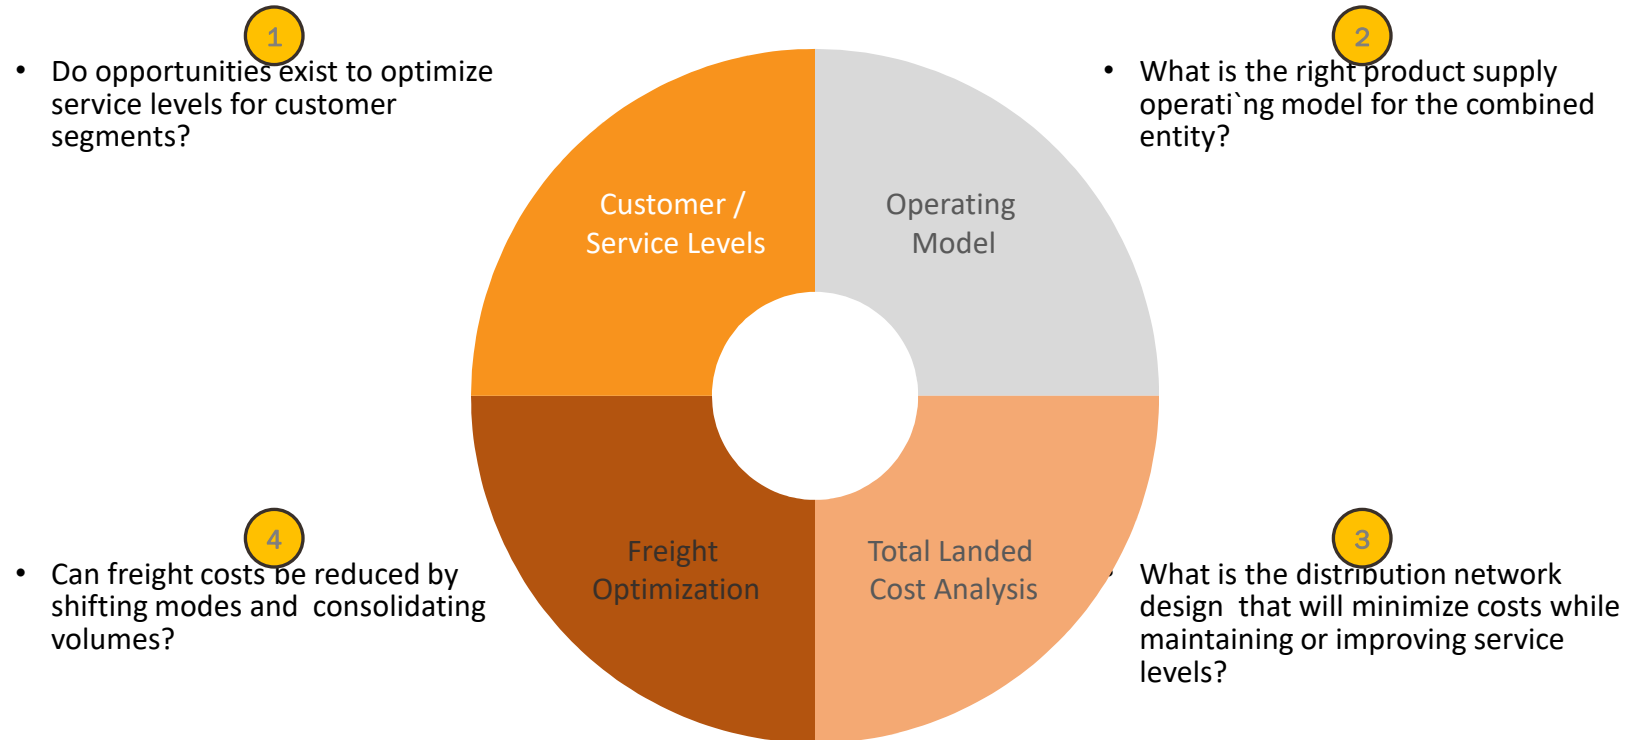 1
• Do opportunities exist to optimize
service levels for customer
segments?
2
• What is the right product supply
operati`ng model for the combined
entity?
Customer /
Service Levels
Operating
Model
Freight
Optimization
Total Landed
Cost Analysis
4
• Can freight costs be reduced by
shifting modes and  consolidating
volumes?
3
• What is the distribution network
design  that will minimize costs while
maintaining or improving service
levels?